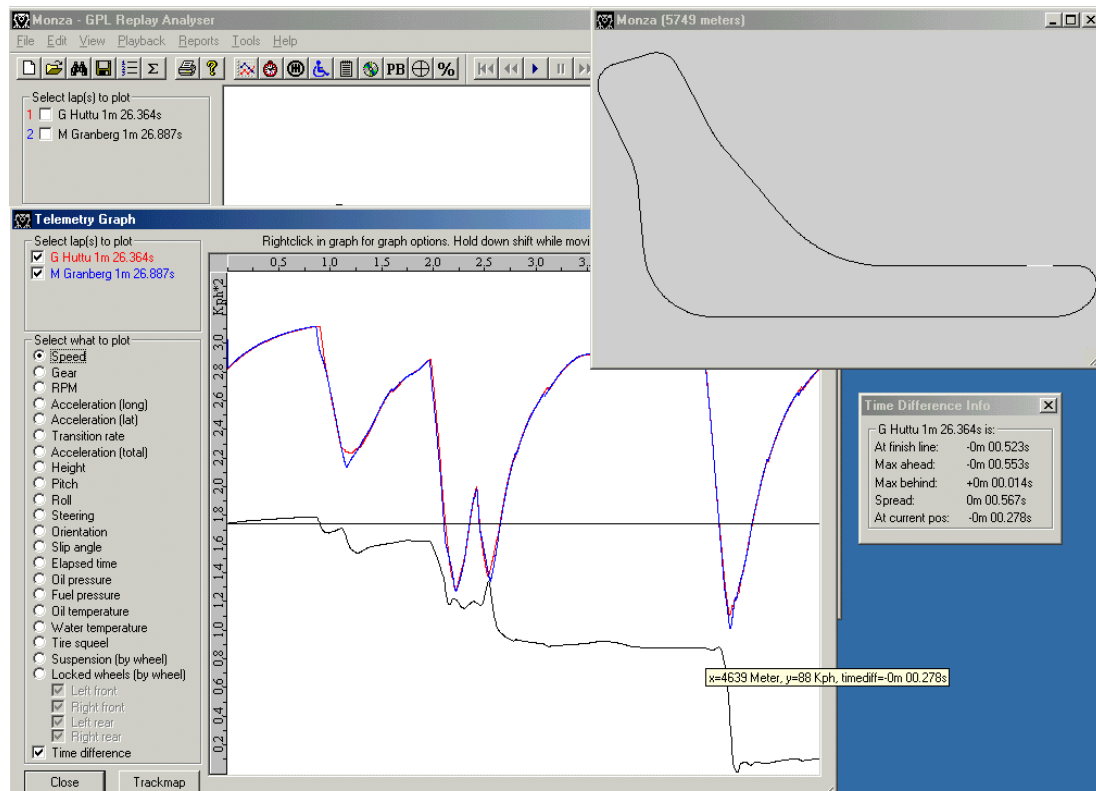 Monza - GPL Replay Analyser
File Edit View Playback Reports Tools Help
PB %
Select lap(s) to plot
1 G Huttu 1m 26.364s
2 M Granberg 1m 26.887s
Monza (5749 meters)
Telemetry Graph
Select lap(s) to plot
G Huttu 1m 26.364s
M Granberg 1m 26.887s
Rightclick in graph for graph options. Hold down shift while movi
0,5 1,0 1,5 2,0 2,5 3,0 3,
Kph*2
3,0
2,8
2,6
2,4
2,2
2,0
1,8
1,6
1,4
1,2
1,0
0,8
0,6
0,4
0,2
Select what to plot
Speed
Gear
RPM
Acceleration (long)
Acceleration (lat)
Transition rate
Acceleration (total)
Height
Pitch
Roll
Steering
Orientation
Slip angle
Elapsed time
Oil pressure
Fuel pressure
Oil temperature
Water temperature
Tire squeel
Suspension (by wheel)
Locked wheels (by wheel)
Left front
Right front
Left rear
Right rear
Time difference
Close Trackmap
x=4639 Meter, y=88 Kph, timediff=-0m 00.278s
Time Difference Info
G Huttu 1m 26.364s is:
At finish line: -0m 00.523s
Max ahead: -0m 00.553s
Max behind: +0m 00.014s
Spread: 0m 00.567s
At current pos: -0m 00.278s